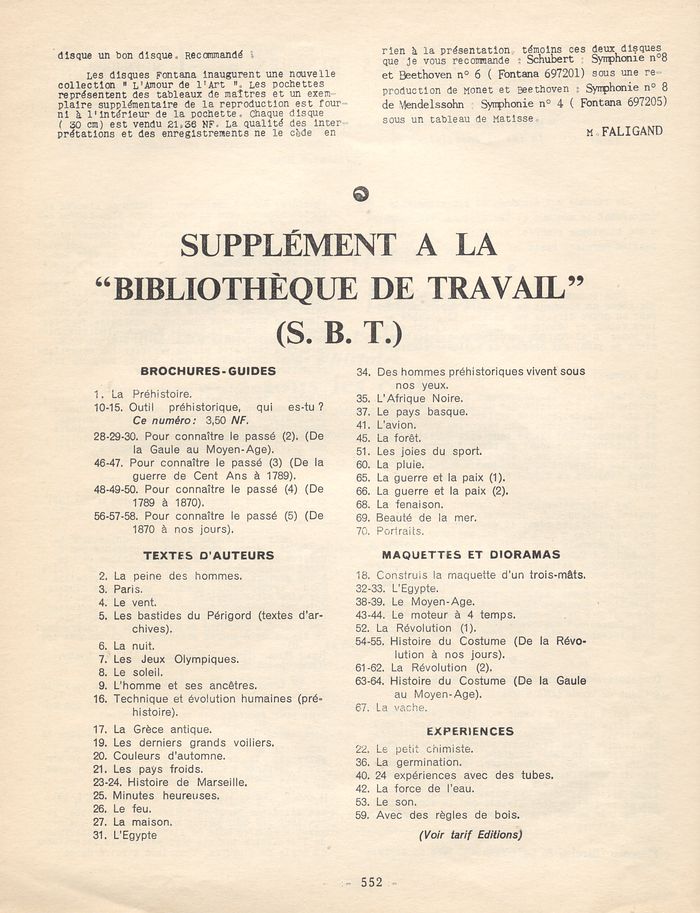 disque un bon disque. Recommandé !
Les disques Fontana inaugurent une nouvelle
collection " L'Amour de l'Art ". Les pochettes
représentent des tableaux de maîtres et un exem-
plaire supplémentaire de la reproduction est four-
ni à l'intérieur de la pochette. Chaque disque
( 30 cm) est vendu 21,36 NF. La qualité des inter-
prétations et des enregistrements ne le cède en
rien à la présentation, témoins ces deux disques
que je vous recommande : Schubert : Symphonie n°8
et Beethoven n° 6 ( Fontana 697201) sous une re-
production de Monet et Beethoven : Symphonie n° 8
de Mendelssohn : Symphonie n° 4 ( Fontana 697205)
sous un tableau de Matisse.
M. FALIGAND
SUPPLÉMENT A LA
“BIBLIOTHÈQUE DE TRAVAIL”
(S. B. T.)
BROCHURES-GUIDES
1. La Préhistoire.
10-15. Outil préhistorique, qui es-tu ?
Ce numéro : 3,50 NF.
28-29-30. Pour connaître le passé (2). (De
la Gaule au Moyen-Age).
46-47. Pour connaître le passé (3) (De la
guerre de Cent Ans à 1789).
48-49-50. Pour connaître le passé (4) (De
1789 à 1870).
56-57-58. Pour connaître le passé (5) (De
1870 à nos jours).
TEXTES D'AUTEURS
2. La peine des hommes.
3. Paris.
4. Le vent.
5. Les bastides du Périgord (textes d'ar-
chives).
6. La nuit.
7. Les Jeux Olympiques.
8. Le soleil.
9. L'homme et ses ancêtres.
16. Technique et évolution humaines (pré-
histoire).
17. La Grèce antique.
19. Les derniers grands voiliers.
20. Couleurs d'automne.
21. Les pays froids.
23-24. Histoire de Marseille.
25. Minutes heureuses.
26. Le feu.
27. La maison.
31. L'Egypte
34. Des hommes préhistoriques vivent sous
nos yeux.
35. L'Afrique Noire.
37. Le pays basque.
41. L'avion.
45. La forêt.
51. Les joies du sport.
60. La pluie.
65. La guerre et la paix (1).
66. La guerre et la paix (2).
68. La fenaison.
69. Beauté de la mer.
70. Portraits.
MAQUETTES ET DIORAMAS
18. Construis la maquette d'un trois-mâts.
32-33. L'Egypte.
38-39. Le Moyen-Age.
43-44. Le moteur à 4 temps.
52. La Révolution (1).
54-55. Histoire du Costume (De la Révo-
lution à nos jours).
61-62. La Révolution (2).
63-64. Histoire du Costume (De la Gaule
au Moyen-Age).
67. La vache.
EXPERIENCES
22. Le petit chimiste.
36. La germination.
40. 24 expériences avec des tubes.
42. La force de l'eau.
53. Le son.
59. Avec des règles de bois.
(Voir tarif Editions)
- 552 -